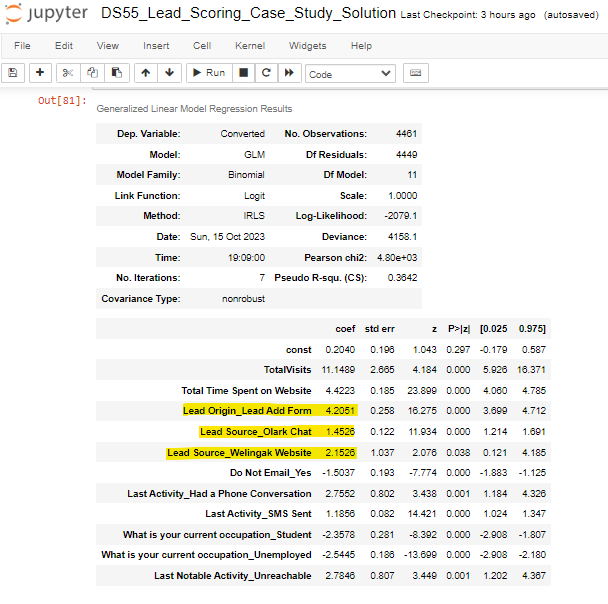 jupyter DS55_Lead_Scoring_Case_Study_Solution Last Checkpoint: 3 hours ago (autosaved)
File Edit View Insert Cell Kernel Widgets Help
Run Code
Out[81]:
Generalized Linear Model Regression Results
Dep. Variable: Converted No. Observations: 4461
Model: GLM Df Residuals: 4449
Model Family: Binomial Df Model: 11
Link Function: Logit Scale: 1.0000
Method: IRLS Log-Likelihood: -2079.1
Date: Sun, 15 Oct 2023 Deviance: 4158.1
Time: 19:09:00 Pearson chi2: 4.80e+03
No. Iterations: 7 Pseudo R-squ. (CS): 0.3642
Covariance Type: nonrobust
coef std err z P>|z| [0.025 0.975]
const 0.2040 0.196 1.043 0.297 -0.179 0.587
TotalVisits 11.1489 2.665 4.184 0.000 5.926 16.371
Total Time Spent on Website 4.4223 0.185 23.899 0.000 4.060 4.785
Lead Origin_Lead Add Form 4.2051 0.258 16.275 0.000 3.699 4.712
Lead Source_Olark Chat 1.4526 0.122 11.934 0.000 1.214 1.691
Lead Source_Welingak Website 2.1526 1.037 2.076 0.038 0.121 4.185
Do Not Email_Yes -1.5037 0.193 -7.774 0.000 -1.883 -1.125
Last Activity_Had a Phone Conversation 2.7552 0.802 3.438 0.001 1.184 4.326
Last Activity_SMS Sent 1.1856 0.082 14.421 0.000 1.024 1.347
What is your current occupation_Student -2.3578 0.281 -8.392 0.000 -2.908 -1.807
What is your current occupation_Unemployed -2.5445 0.186 -13.699 0.000 -2.908 -2.180
Last Notable Activity_Unreachable 2.7846 0.807 3.449 0.001 1.202 4.367